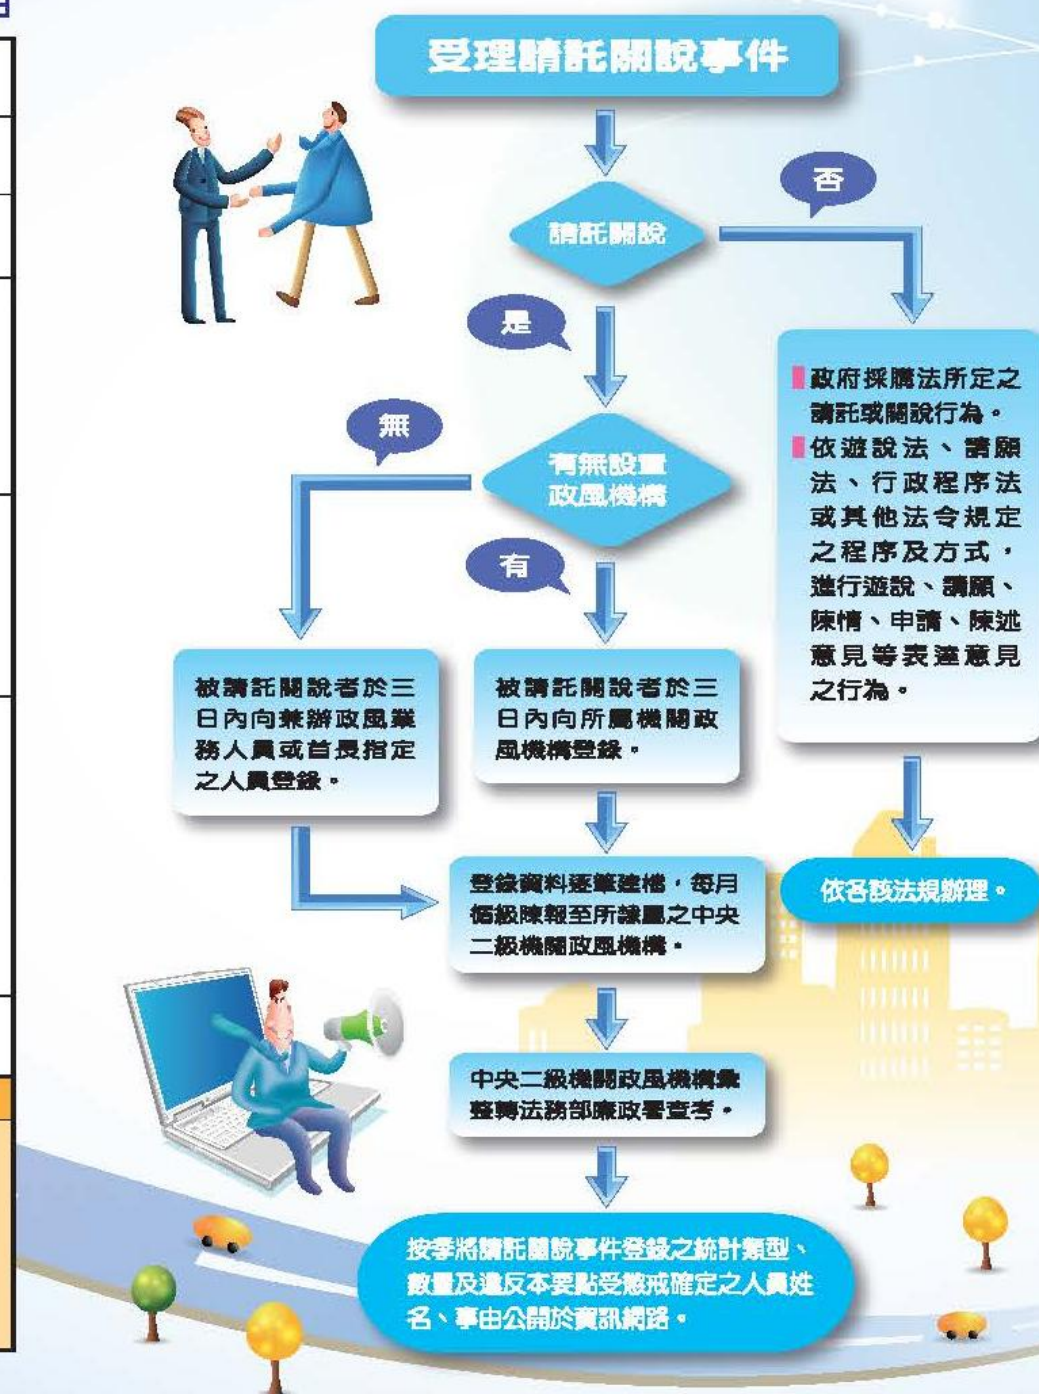 受理請託關說事件
請託關說
否
是
政府採購法所定之
請託或關說行為。
依遊說法、請願
法、行政程序法
或其他法令規定
之程序及方式，
進行遊說、請願、
陳情、申請、陳述
意見等表達意見
之行為。
依各該法規辦理。
有無設置
政風機構
無
有
被請託關說者於三
日內向兼辦政風業
務人員或首長指定
之人員登錄。
被請託關說者於三
日內向所屬機關政
風機構登錄。
登錄資料逐筆建檔，每月
循級陳報至所隸屬之中央
二級機關政風機構。
中央二級機關政風機構彙
整轉法務部廉政署查考。
按季將請託關說事件登錄之統計類型、
數量及違反本要點受懲戒確定之人員姓
名、事由公開於資訊網路。